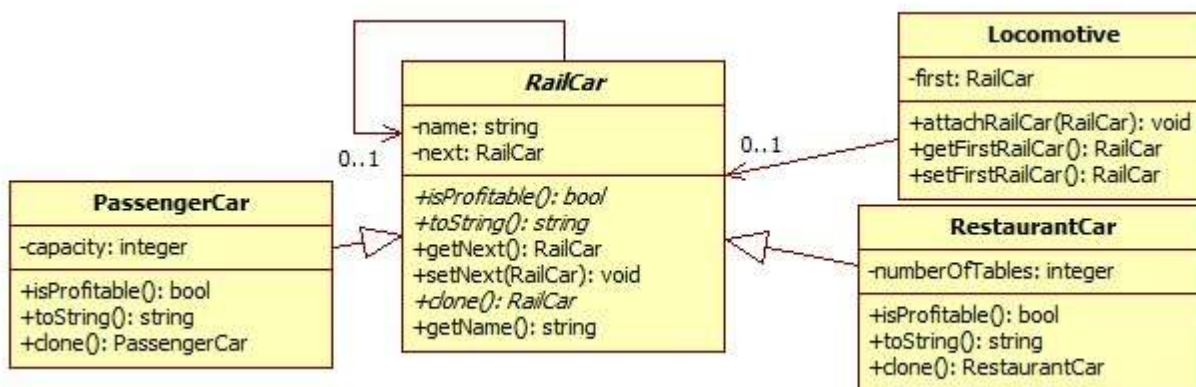 RailCar
-name: string
-next: RailCar
+isProfitable(): bool
+toString(): string
+getNext(): RailCar
+setNext(RailCar): void
+clone(): RailCar
+getName(): string
0..1
0..1
Locomotive
-first: RailCar
+attachRailCar(RailCar): void
+getFirstRailCar(): RailCar
+setFirstRailCar(): RailCar
PassengerCar
-capacity: integer
+isProfitable(): bool
+toString(): string
+clone(): PassengerCar
RestaurantCar
-numberOfTables: integer
+isProfitable(): bool
+toString(): string
+clone(): RestaurantCar